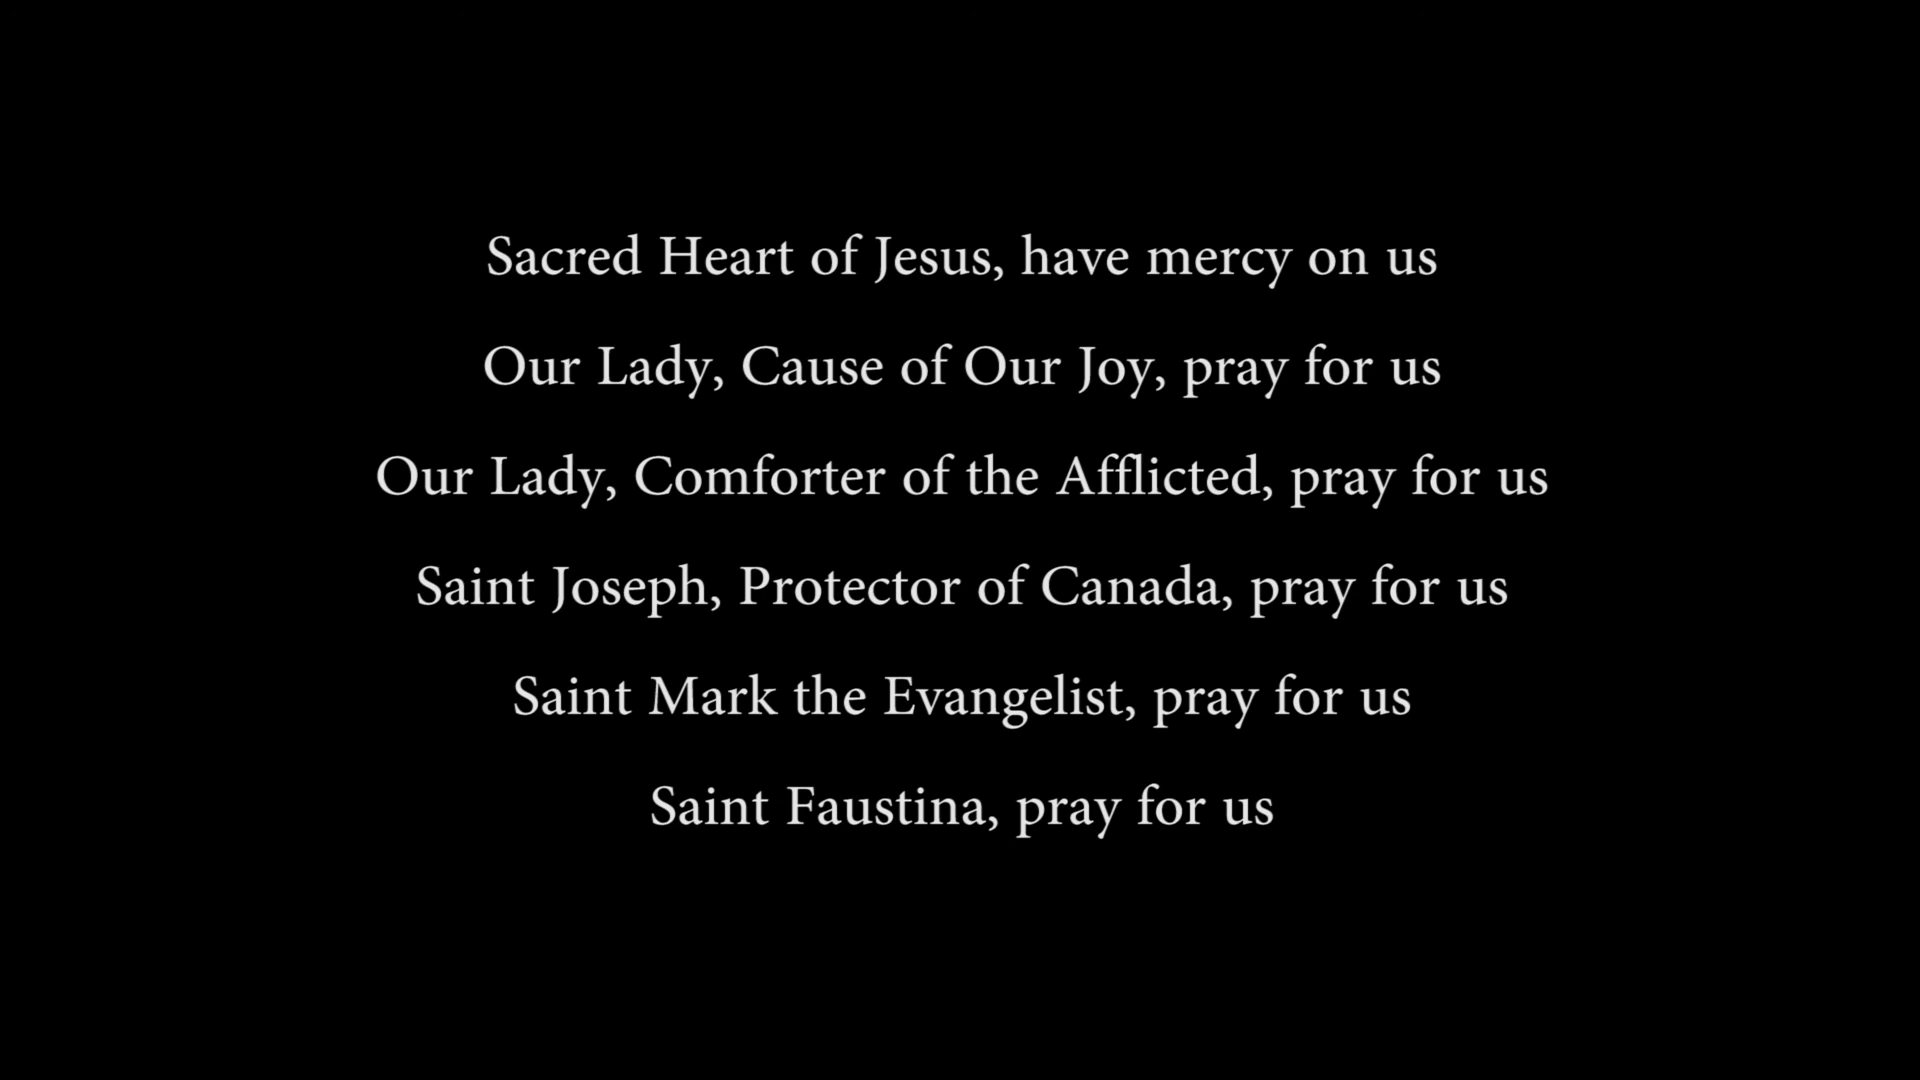 Sacred Heart of Jesus, have mercy on us
Our Lady, Cause of Our Joy, pray for us
Our Lady, Comforter of the Afflicted, pray for us
Saint Joseph, Protector of Canada, pray for us
Saint Mark the Evangelist, pray for us
Saint Faustina, pray for us